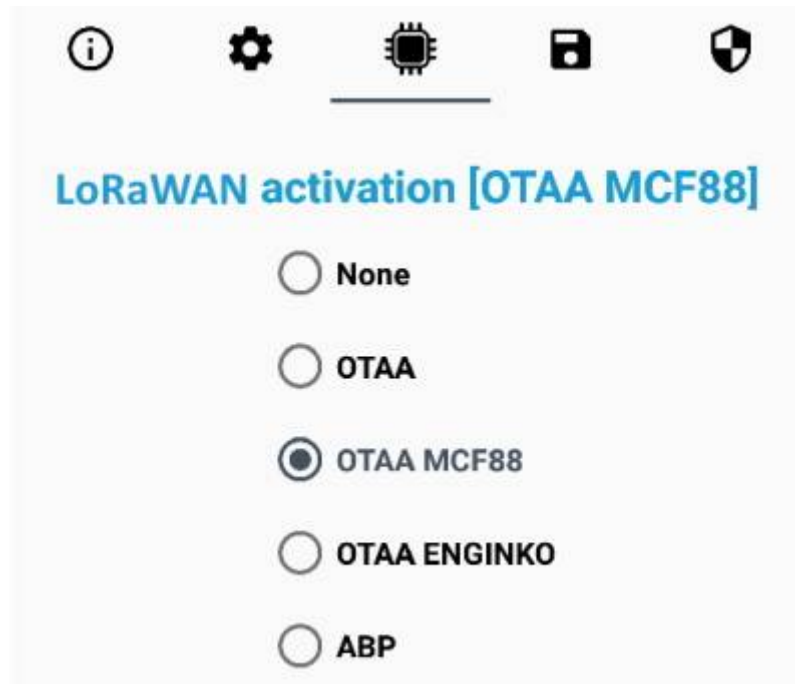 LoRaWAN activation [OTAA MCF88]
None
OTAA
OTAA MCF88
OTAA ENGINKO
ABP